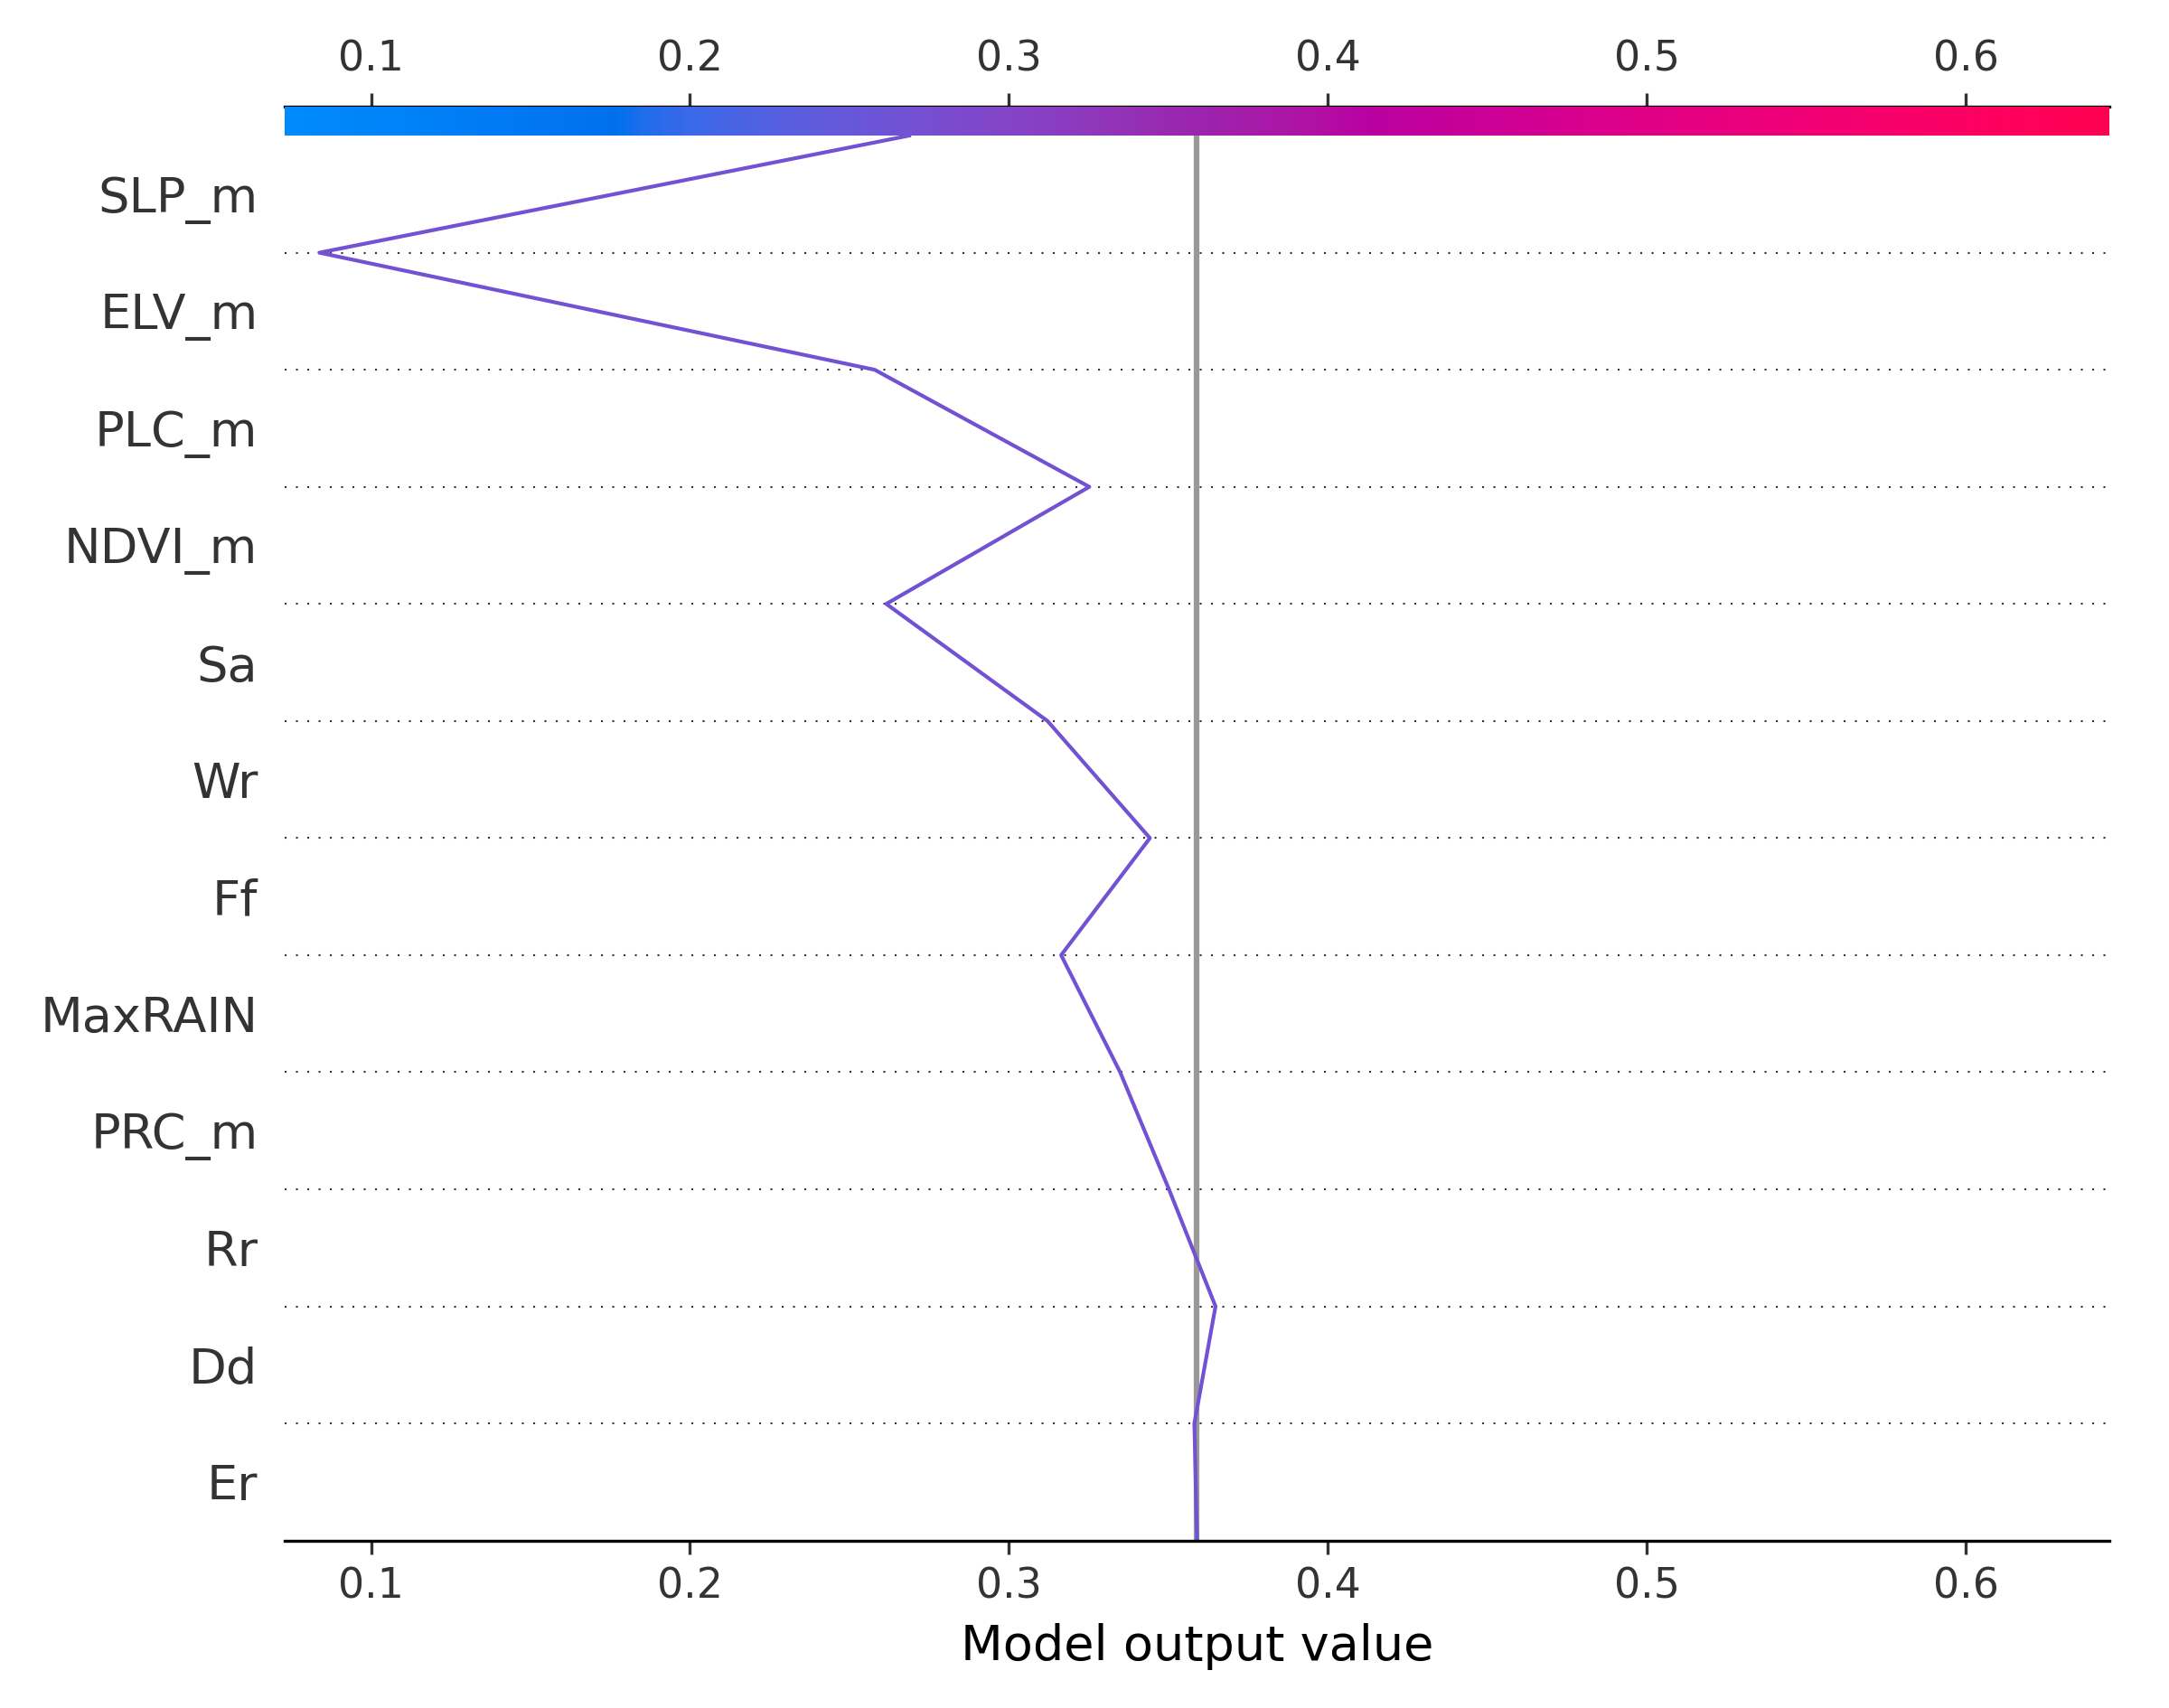 0.1 0.2 0.3 0.4 0.5 0.6
SLP_m
ELV_m
PLC_m
NDVI_m
Sa
Wr
Ff
MaxRAIN
PRC_m
Rr
Dd
Er
0.1 0.2 0.3 0.4 0.5 0.6
Model output value